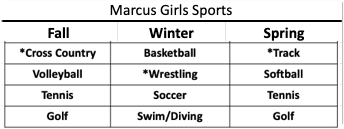 Marcus Girls Sports
Fall Winter Spring
*Cross Country Basketball *Track
Volleyball *Wrestling Softball
Tennis Soccer Tennis
Golf Swim/Diving Golf